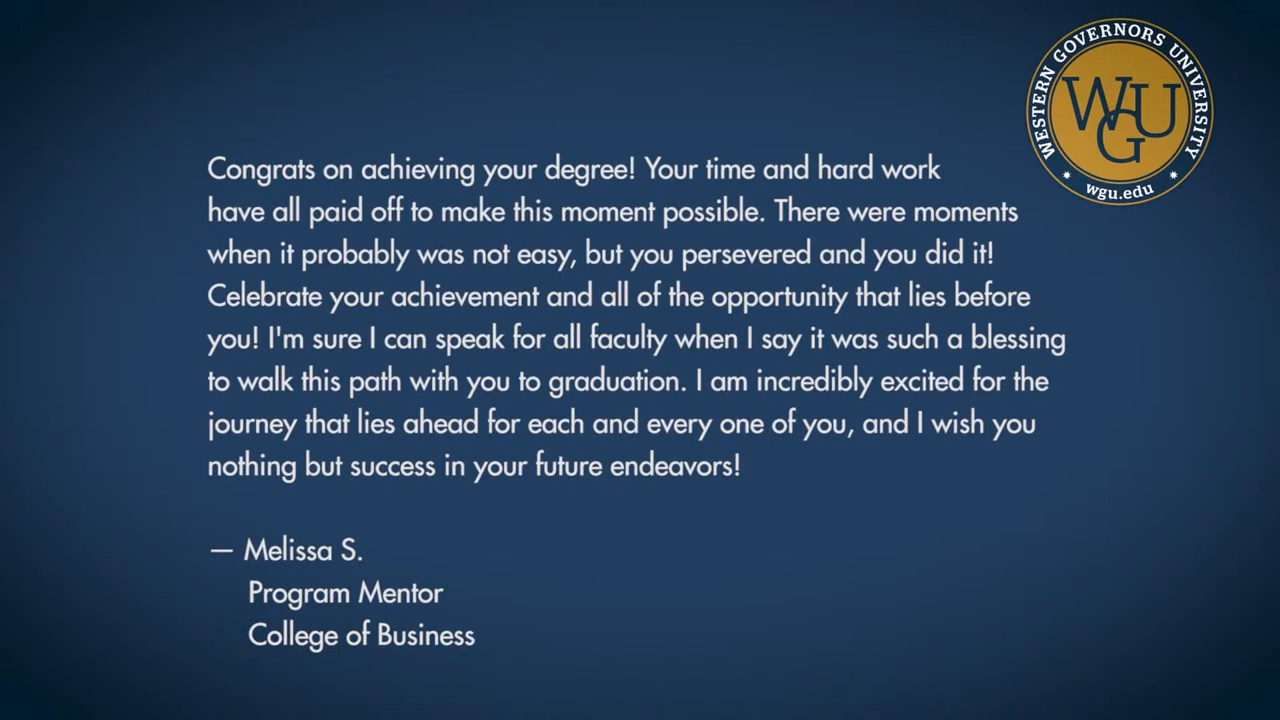 WESTERN GOVERNORS UNIVERSITY
WGU
wgu.edu
Congrats on achieving your degree! Your time and hard work
have all paid off to make this moment possible. There were moments
when it probably was not easy, but you persevered and you did it!
Celebrate your achievement and all of the opportunity that lies before
you! I'm sure I can speak for all faculty when I say it was such a blessing
to walk this path with you to graduation. I am incredibly excited for the
journey that lies ahead for each and every one of you, and I wish you
nothing but success in your future endeavors!
— Melissa S.
Program Mentor
College of Business